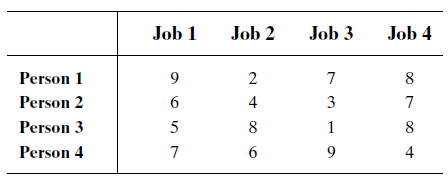 Job 1 Job 2 Job 3 Job 4
Person 1 9 2 7 8
Person 2 6 4 3 7
Person 3 5 8 1 8
Person 4 7 6 9 4